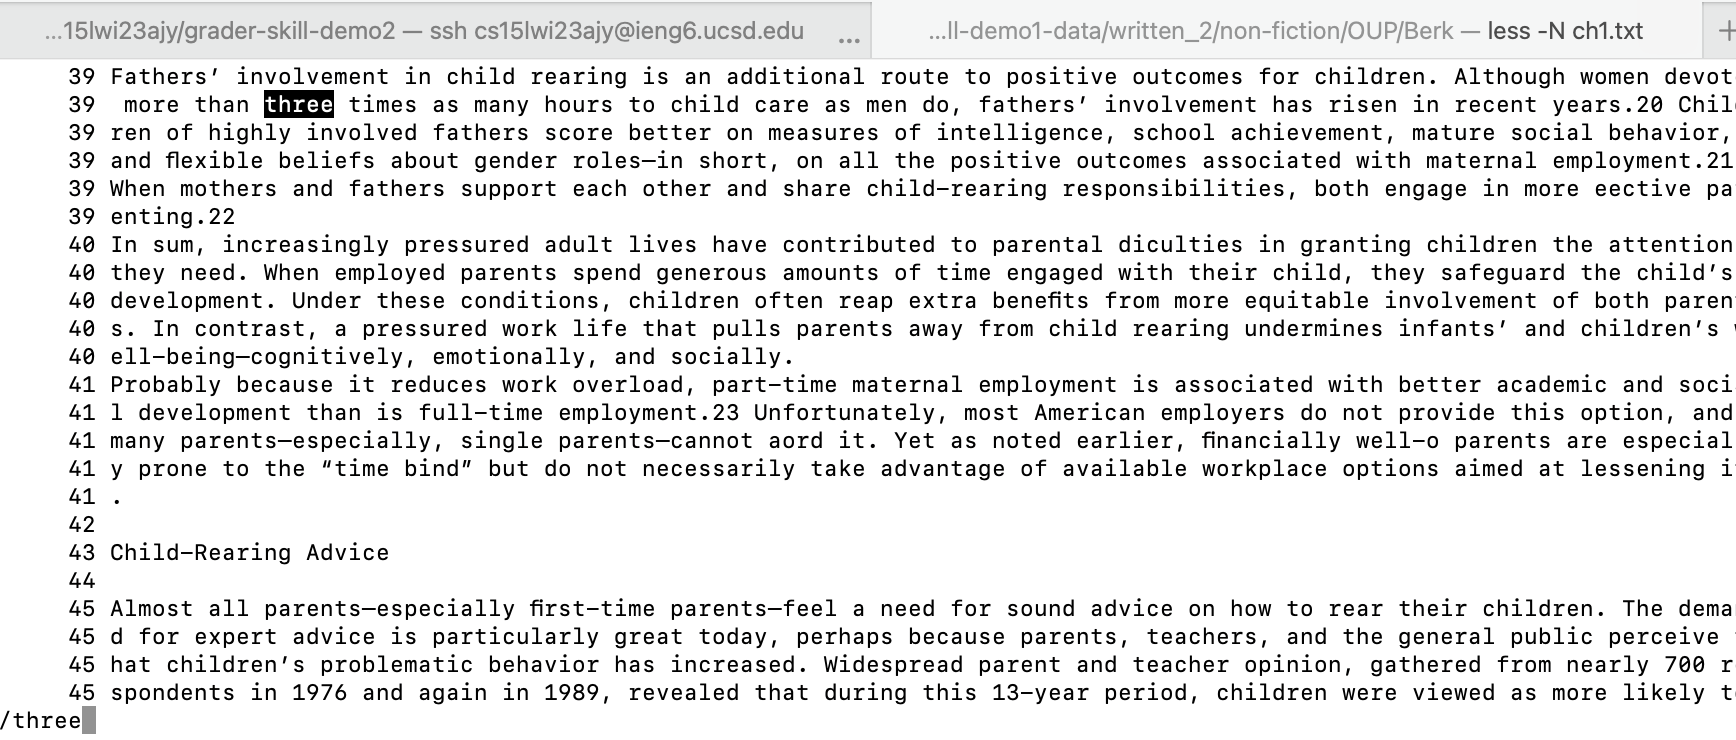 ...15lwi23ajy/grader-skill-demo2 — ssh cs15lwi23ajy@ieng6.ucsd.edu ... ...ll-demo1-data/written_2/non-fiction/OUP/Berk — less -N ch1.txt +
39 Fathers’ involvement in child rearing is an additional route to positive outcomes for children. Although women devot
39 more than three times as many hours to child care as men do, fathers’ involvement has risen in recent years.20 Chil
39 ren of highly involved fathers score better on measures of intelligence, school achievement, mature social behavior,
39 and flexible beliefs about gender roles—in short, on all the positive outcomes associated with maternal employment.21
39 When mothers and fathers support each other and share child-rearing responsibilities, both engage in more eective pa
39 enting.22
40 In sum, increasingly pressured adult lives have contributed to parental diculties in granting children the attention
40 they need. When employed parents spend generous amounts of time engaged with their child, they safeguard the child’s
40 development. Under these conditions, children often reap extra benefits from more equitable involvement of both paren
40 s. In contrast, a pressured work life that pulls parents away from child rearing undermines infants’ and children’s
40 ell-being—cognitively, emotionally, and socially.
41 Probably because it reduces work overload, part-time maternal employment is associated with better academic and soci
41 l development than is full-time employment.23 Unfortunately, most American employers do not provide this option, and
41 many parents—especially, single parents—cannot aord it. Yet as noted earlier, financially well-o parents are especial
41 y prone to the “time bind” but do not necessarily take advantage of available workplace options aimed at lessening i
41 .
42
43 Child-Rearing Advice
44
45 Almost all parents—especially first-time parents—feel a need for sound advice on how to rear their children. The dema
45 d for expert advice is particularly great today, perhaps because parents, teachers, and the general public perceive
45 hat children’s problematic behavior has increased. Widespread parent and teacher opinion, gathered from nearly 700 r
45 spondents in 1976 and again in 1989, revealed that during this 13-year period, children were viewed as more likely t
/three